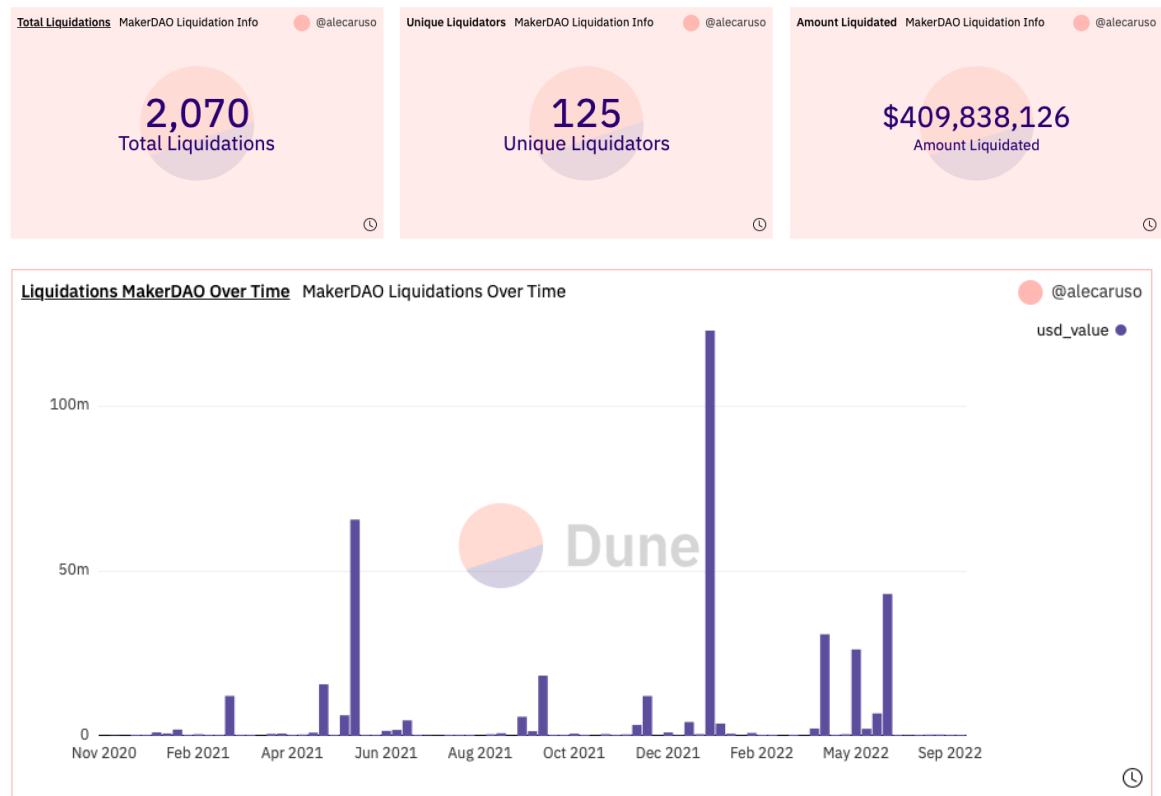 Total Liquidations MakerDAO Liquidation Info @alecaruso
2,070
Total Liquidations
Unique Liquidators MakerDAO Liquidation Info @alecaruso
125
Unique Liquidators
Amount Liquidated MakerDAO Liquidation Info @alecaruso
$409,838,126
Amount Liquidated
Liquidations MakerDAO Over Time MakerDAO Liquidations Over Time @alecaruso
usd_value
100m
50m
0
Dune
Nov 2020 Feb 2021 Apr 2021 Jun 2021 Aug 2021 Oct 2021 Dec 2021 Feb 2022 May 2022 Sep 2022